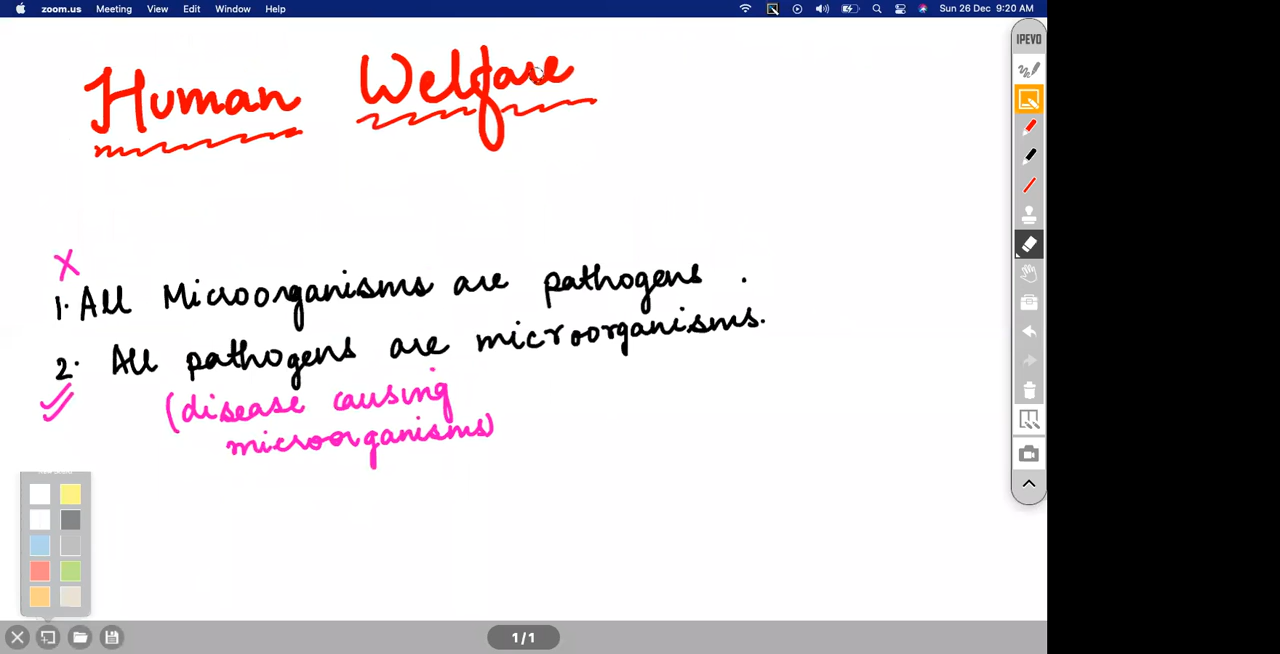 zoom.us Meeting View Edit Window Help Sun 26 Dec 9:20 AM
IPEVO
Human Welfare
X
1. All Microorganisms are pathogens.
2. All pathogens are microorganisms.
(disease causing
microorganisms)
1/1